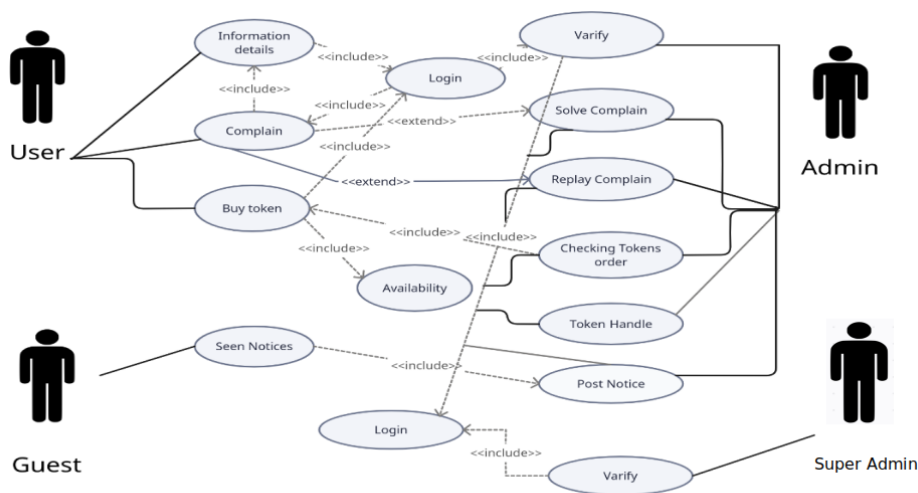 Information
details
Varify
<<include>>
<<include>>
Login
<<include>>
<<include>>
Solve Complain
Complain
<<extend>>
User
<<include>>
Admin
<<extend>>
Replay Complain
Buy token
<<include>>
<<include>>
<<include>>
Checking Tokens
order
Availability
Token Handle
Seen Notices
<<include>>
Post Notice
Login
<<include>>
Guest
Super Admin
Varify